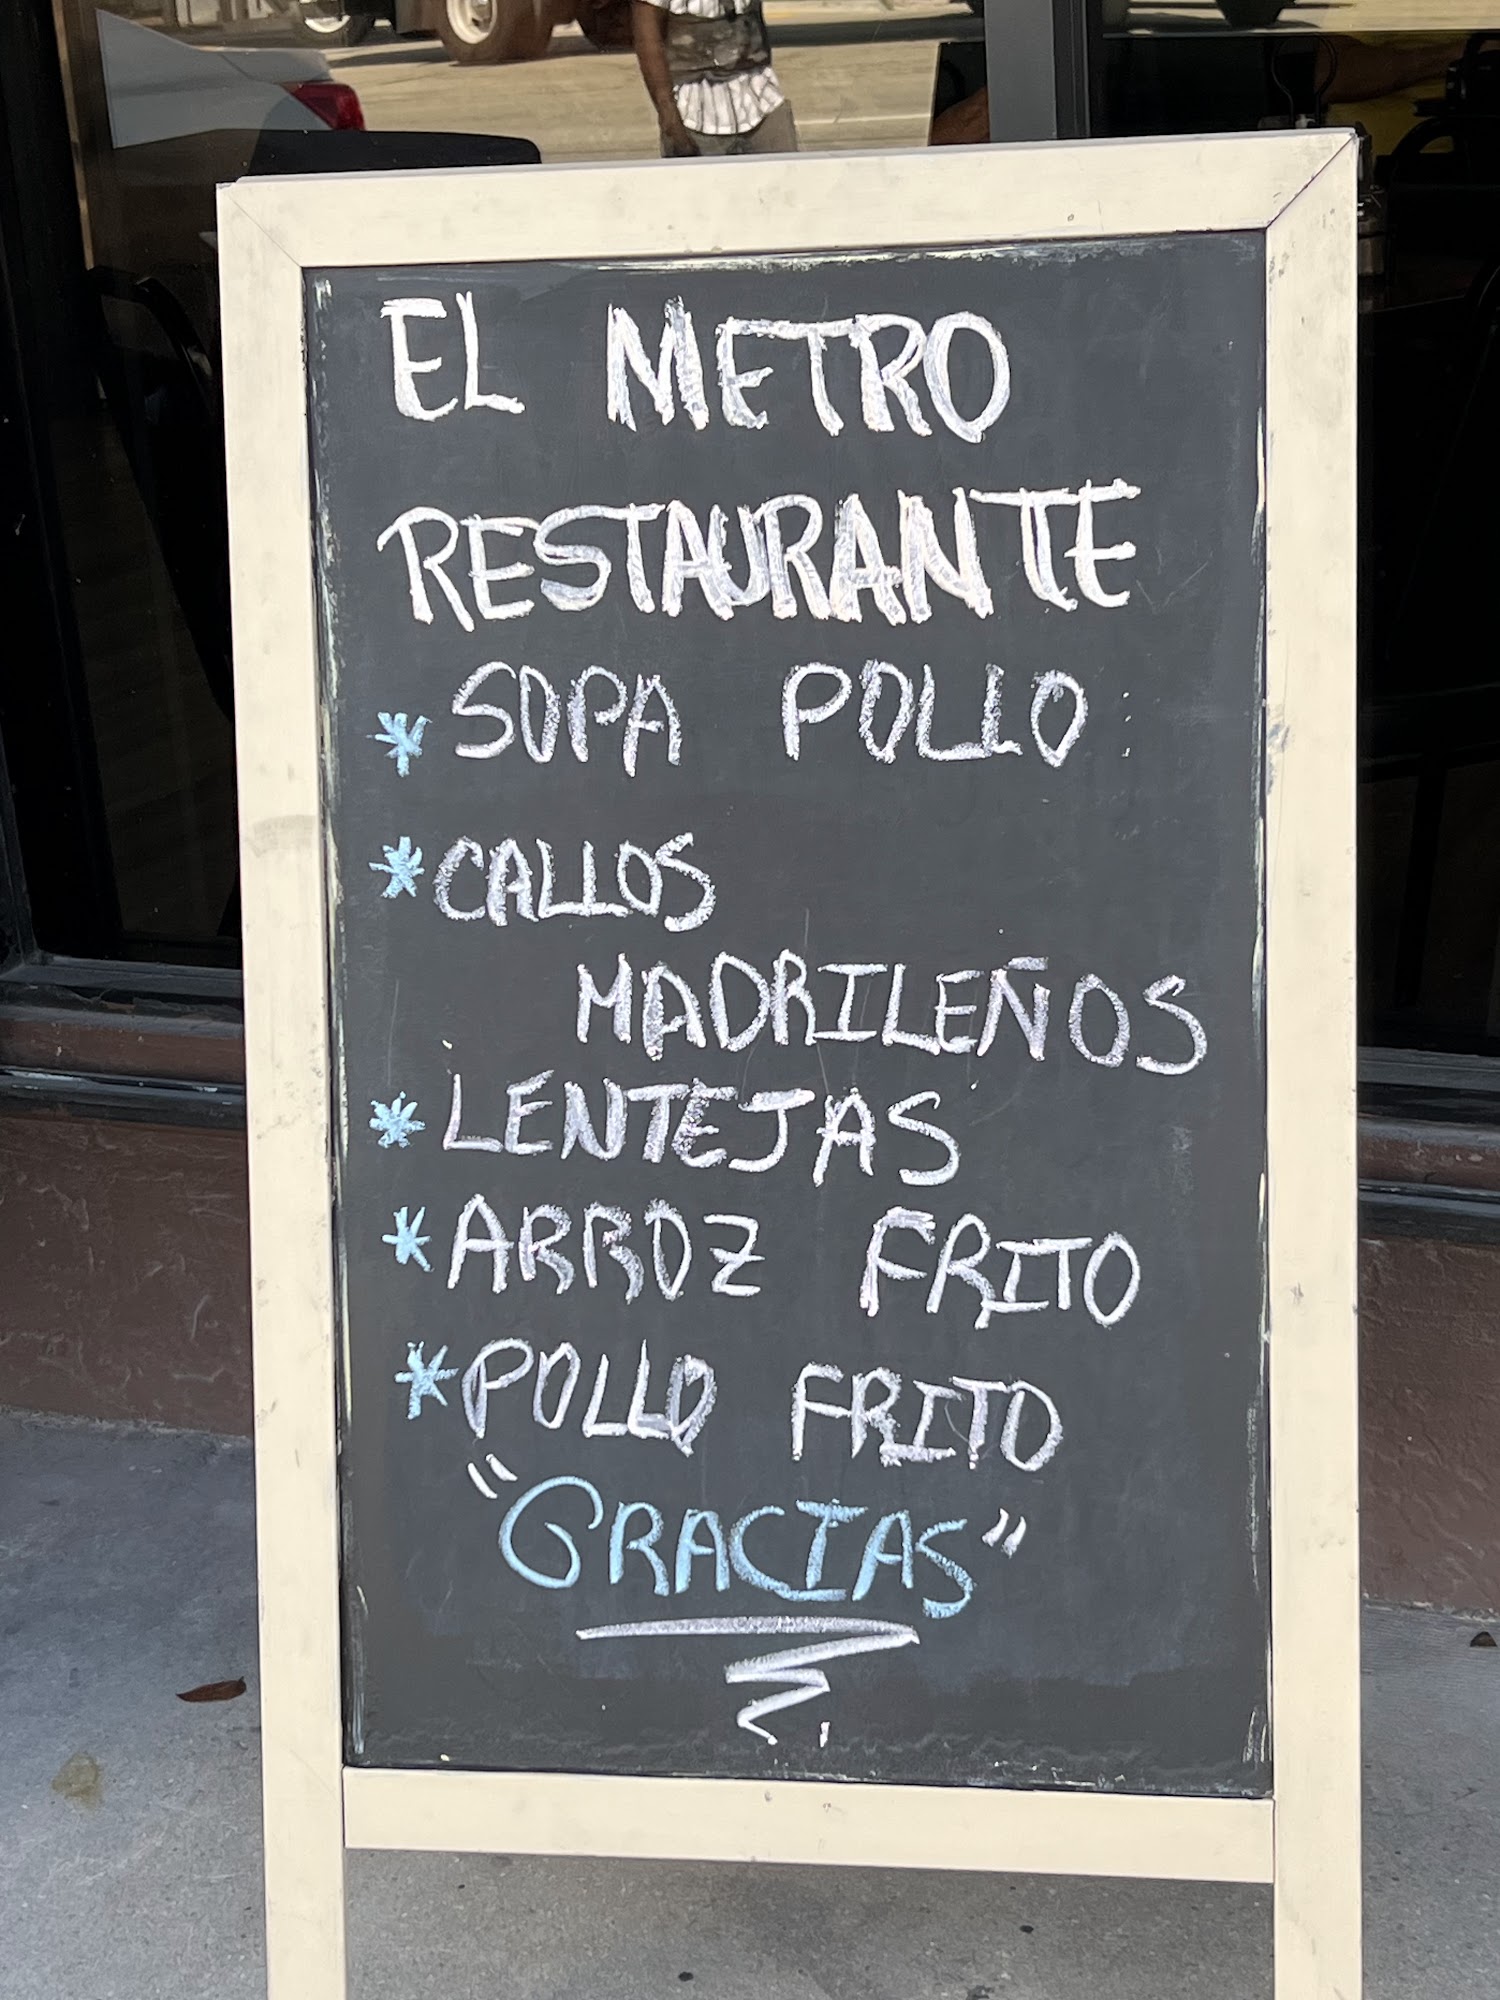 EL METRO
RESTAURANTE
* SOPA POLLO
* CALLOS
MADRILEÑOS
* LENTEJAS
* ARROZ FRITO
* POLLO FRITO
"GRACIAS"